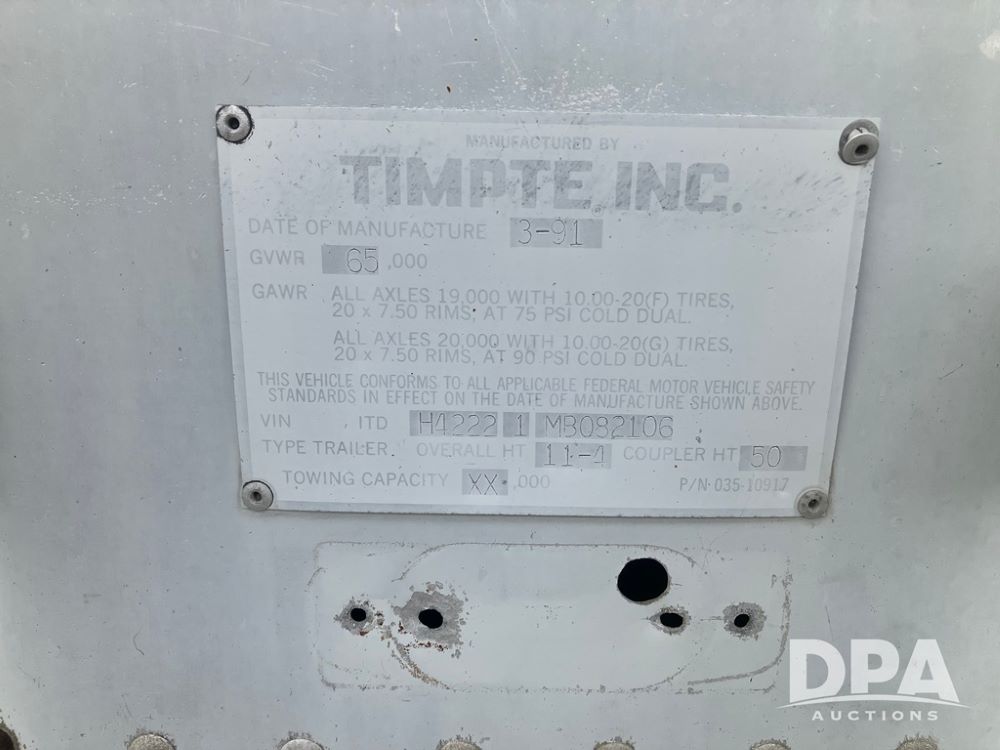 MANUFACTURED BY
TIMPTE, INC.
DATE OF MANUFACTURE 3-91
GVWR 65 ,000
GAWR ALL AXLES 19,000 WITH 10.00-20(F) TIRES,
20 x 7.50 RIMS, AT 75 PSI COLD DUAL.
ALL AXLES 20,000 WITH 10.00-20(G) TIRES,
20 x 7.50 RIMS, AT 90 PSI COLD DUAL.
THIS VEHICLE CONFORMS TO ALL APPLICABLE FEDERAL MOTOR VEHICLE SAFETY
STANDARDS IN EFFECT ON THE DATE OF MANUFACTURE SHOWN ABOVE.
VIN ITD H4222 1 MB082106
TYPE TRAILER. OVERALL HT 11-4 COUPLER HT 50
TOWING CAPACITY XX ,000 P/N 035-10917
DPA
AUCTIONS